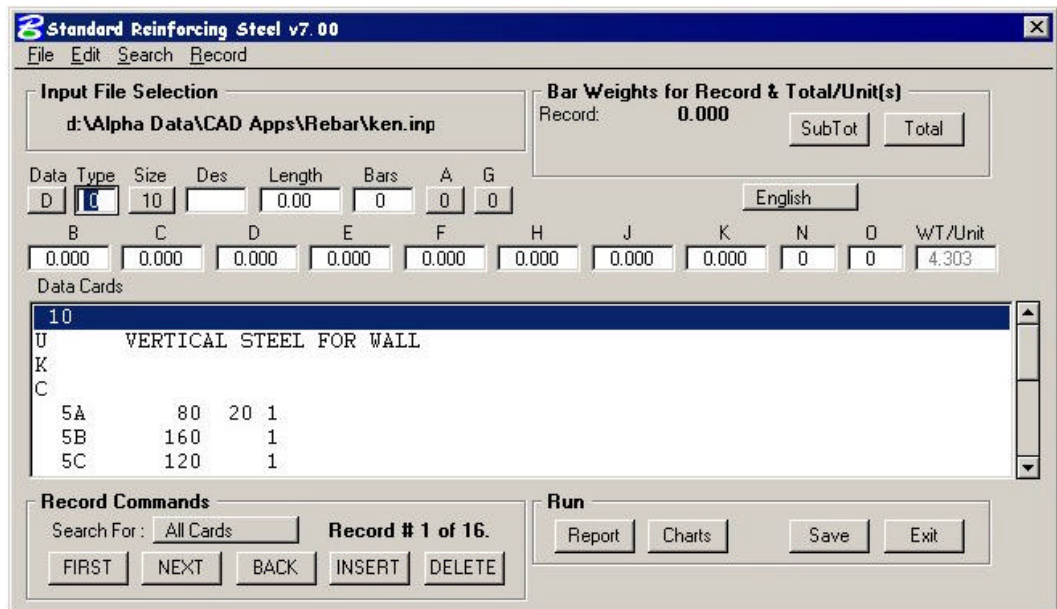 Standard Reinforcing Steel v7.00
File Edit Search Record
Input File Selection
d:\Alpha Data\CAD Apps\Rebar\ken.inp
Bar Weights for Record & Total/Unit(s)
Record: 0.000 SubTot Total
Data Type Size Des Length Bars A G
D 0 10 0.00 0 0 0
English
B C D E F H J K N O WT/Unit
0.000 0.000 0.000 0.000 0.000 0.000 0.000 0.000 0 0 4.303
Data Cards
10
U VERTICAL STEEL FOR WALL
K
C
5A 80 20 1
5B 160 1
5C 120 1
Record Commands
Search For : All Cards Record # 1 of 16.
FIRST NEXT BACK INSERT DELETE
Run
Report Charts Save Exit